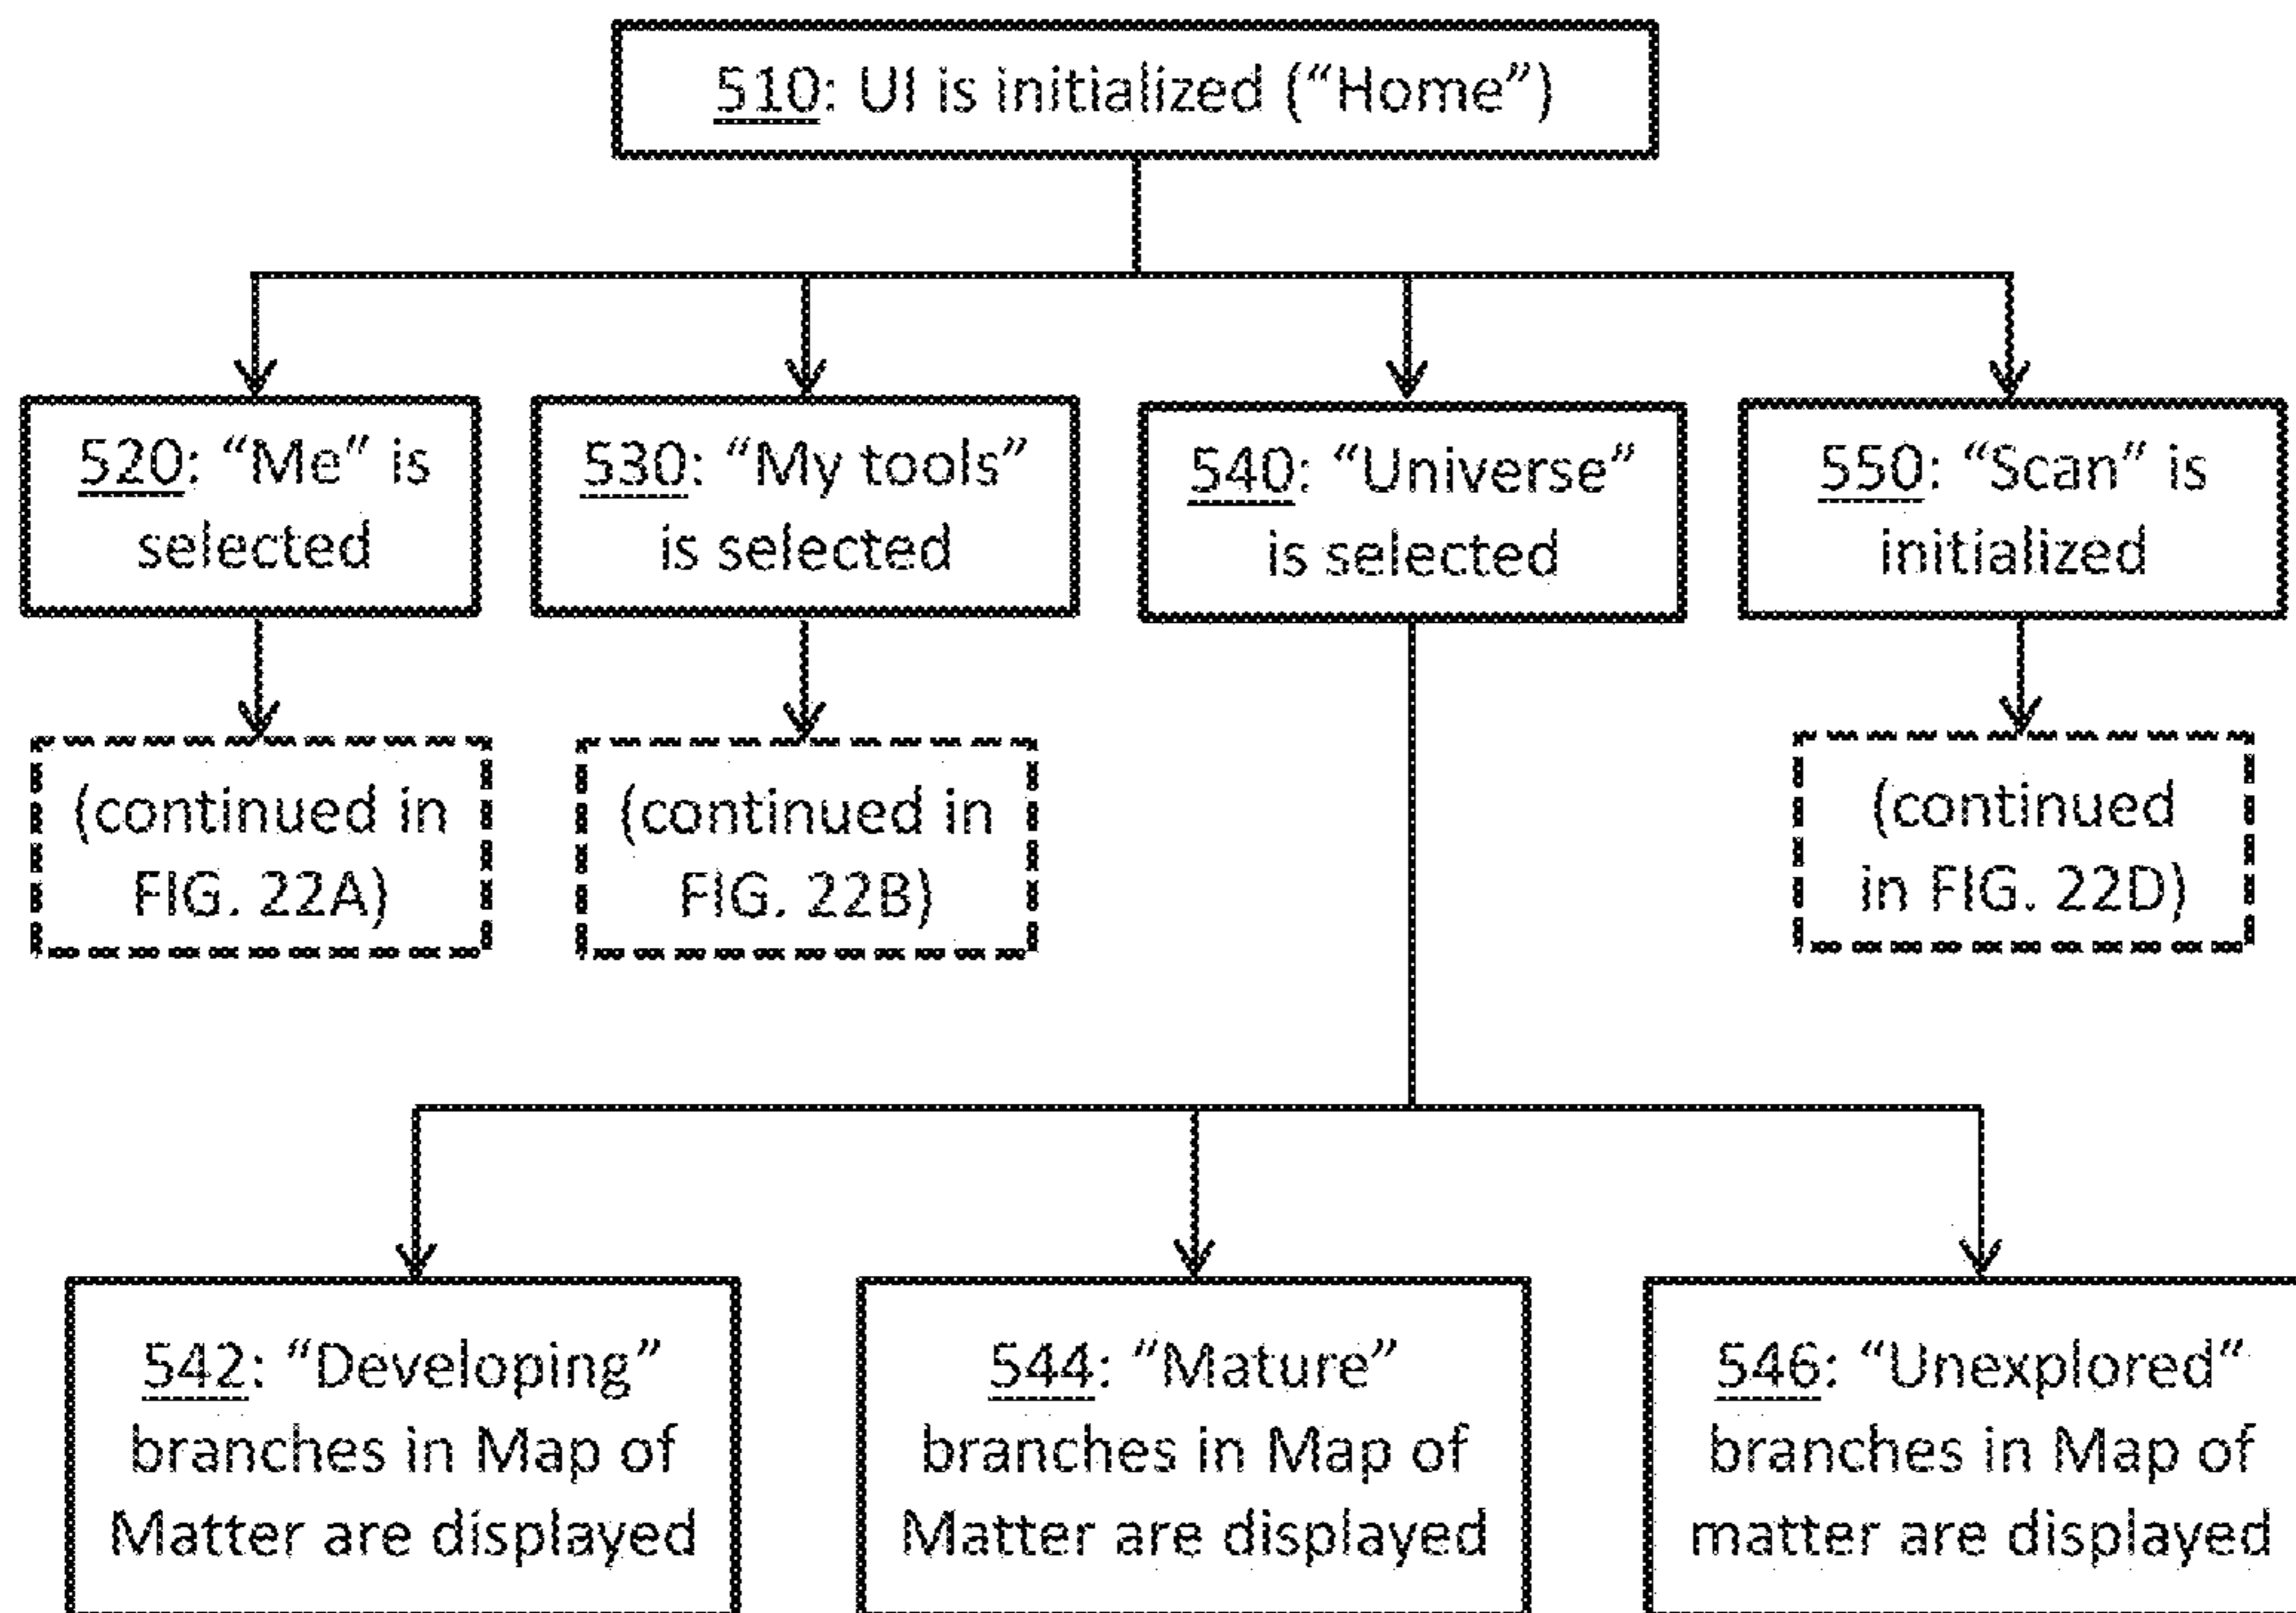 510: UI is initialized (“Home”)
520: “Me” is
selected
530: “My tools”
is selected
540: “Universe”
is selected
550: “Scan” is
initialized
(continued in
FIG. 22A)
(continued in
FIG. 22B)
(continued
in FIG. 22D)
542: “Developing”
branches in Map of
Matter are displayed
544: “Mature”
branches in Map of
Matter are displayed
546: “Unexplored“
branches in Map of
matter are displayed